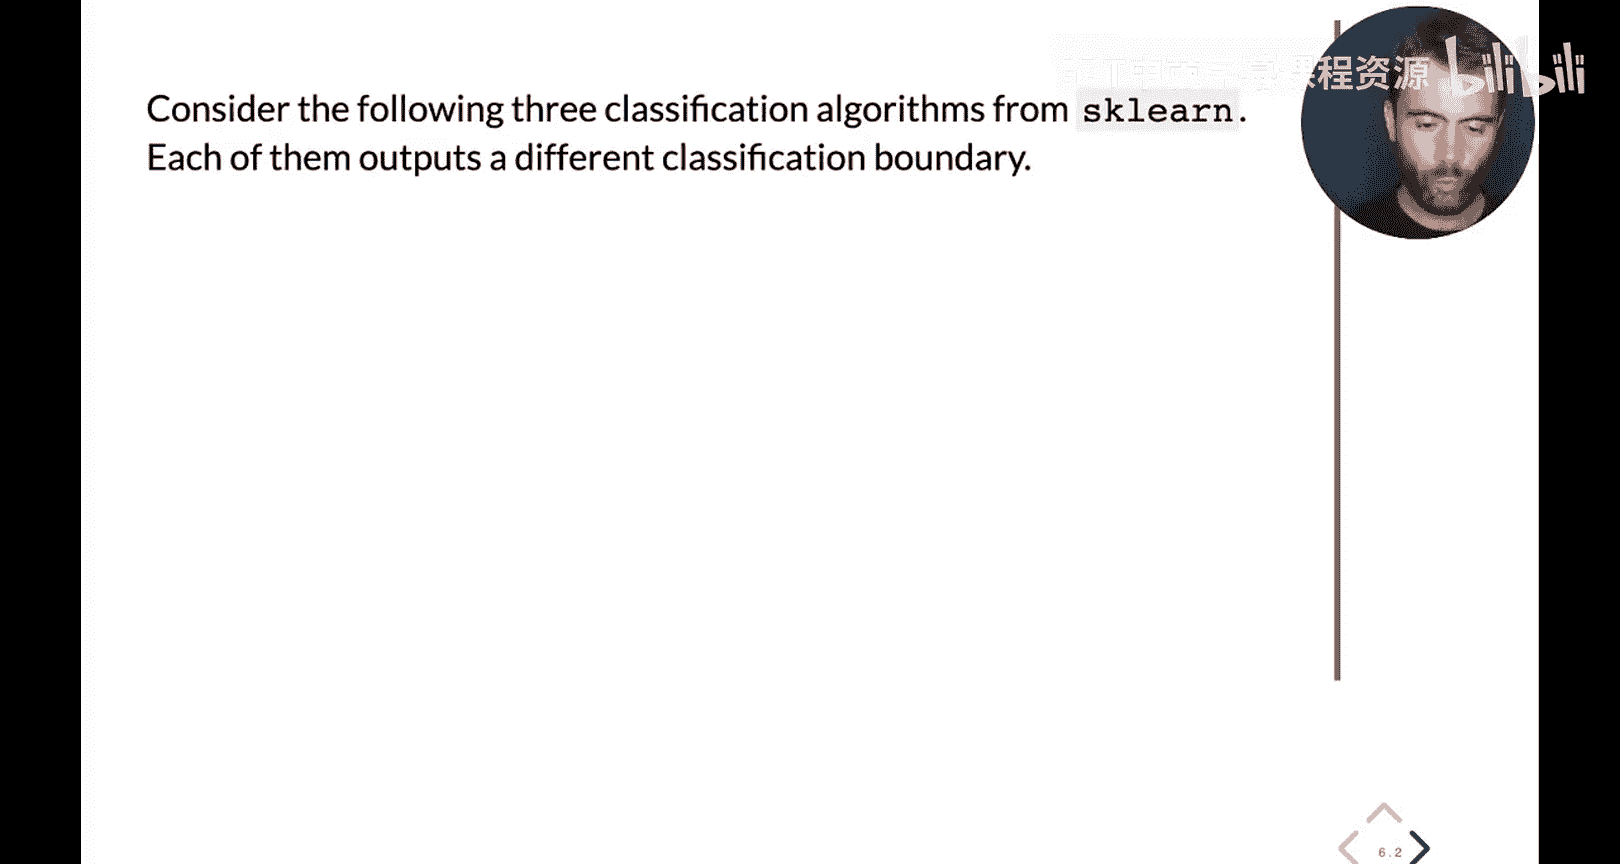 Consider the following three classification algorithms from sklearn.
Each of them outputs a different classification boundary.
课程资源 bilibili
6.2